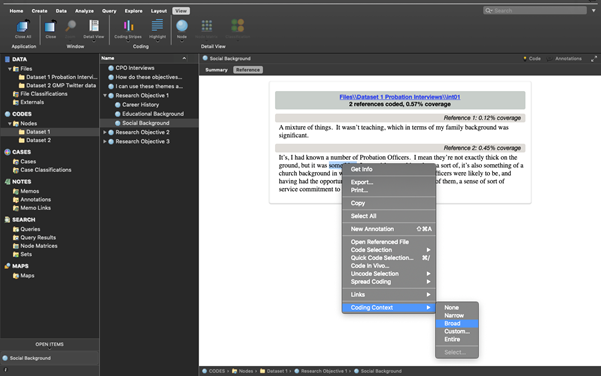 Home Create Data Analyze Query Explore Layout View
Search
Close All Close Detail View Coding Stripes Highlight Node
Application Window Coding Detail View
DATA
Files
Dataset 1 Probation Intervi...
Dataset 2 GMP Twitter data
File Classifications
Externals
CODES
Nodes
Dataset 1
Dataset 2
CASES
Cases
Case Classifications
NOTES
Memos
Annotations
Memo Links
SEARCH
Queries
Query Results
Node Matrices
Sets
MAPS
Maps
OPEN ITEMS
Social Background
Name
CPO Interviews
How do these objectives...
I can use these themes a...
Research Objective 1
Career History
Educational Background
Social Background
Research Objective 2
Research Objective 3
Social Background
Code Annotations
Summary Reference
Files\\Dataset 1 Probation Interviews\\int01
2 references coded, 0.57% coverage
Reference 1: 0.12% coverage
A mixture of things. It wasn't teaching, which in terms of my family background was
significant.
Reference 2: 0.45% coverage
It's, I had known a number of Probation Officers. I mean they're not exactly thick on the
ground, but it was a sort of, it's also something of a
church background in officers were likely to be, and
having had the of them, a sense of sort of
service commitment to
Get Info
Export...
Print...
Copy
Select All
New Annotation ⇧⌘A
Open Referenced File
Code Selection
Quick Code Selection... ⌘/
Code In Vivo...
Uncode Selection
Spread Coding
Links
Coding Context
None
Narrow
Broad
Custom...
Entire
Select...
CODES Nodes Dataset 1 Research Objective 1 Social Background